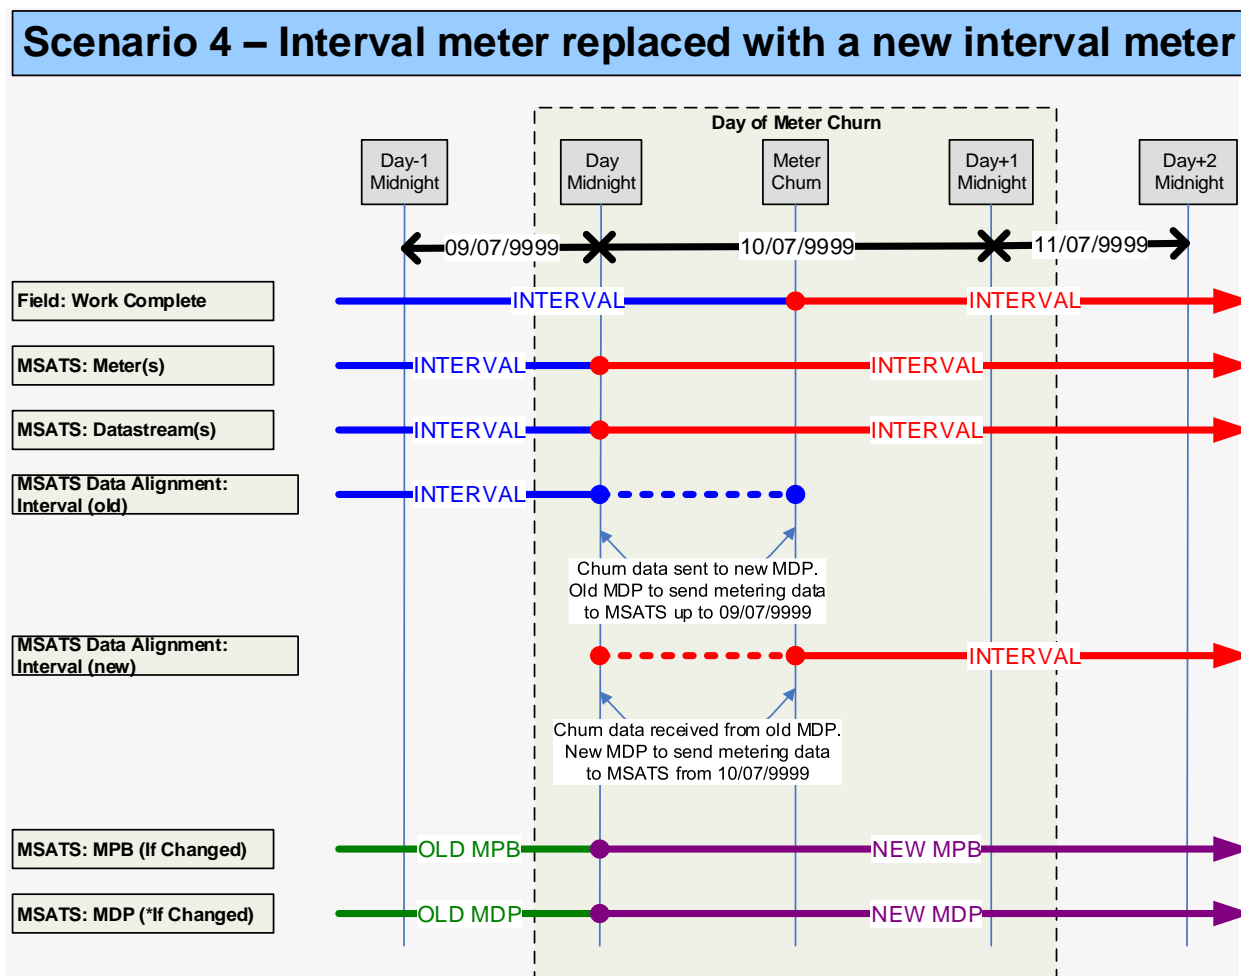 Scenario 4 – Interval meter replaced with a new interval meter
Day of Meter Churn
Day-1
Midnight
Day
Midnight
Meter
Churn
Day+1
Midnight
Day+2
Midnight
09/07/9999
10/07/9999
11/07/9999
Field: Work Complete
INTERVAL
INTERVAL
MSATS: Meter(s)
INTERVAL
INTERVAL
MSATS: Datastream(s)
INTERVAL
INTERVAL
MSATS Data Alignment:
Interval (old)
INTERVAL
Churn data sent to new MDP.
Old MDP to send metering data
to MSATS up to 09/07/9999
MSATS Data Alignment:
Interval (new)
INTERVAL
Churn data received from old MDP.
New MDP to send metering data
to MSATS from 10/07/9999
MSATS: MPB (If Changed)
OLD MPB
NEW MPB
MSATS: MDP (*If Changed)
OLD MDP
NEW MDP